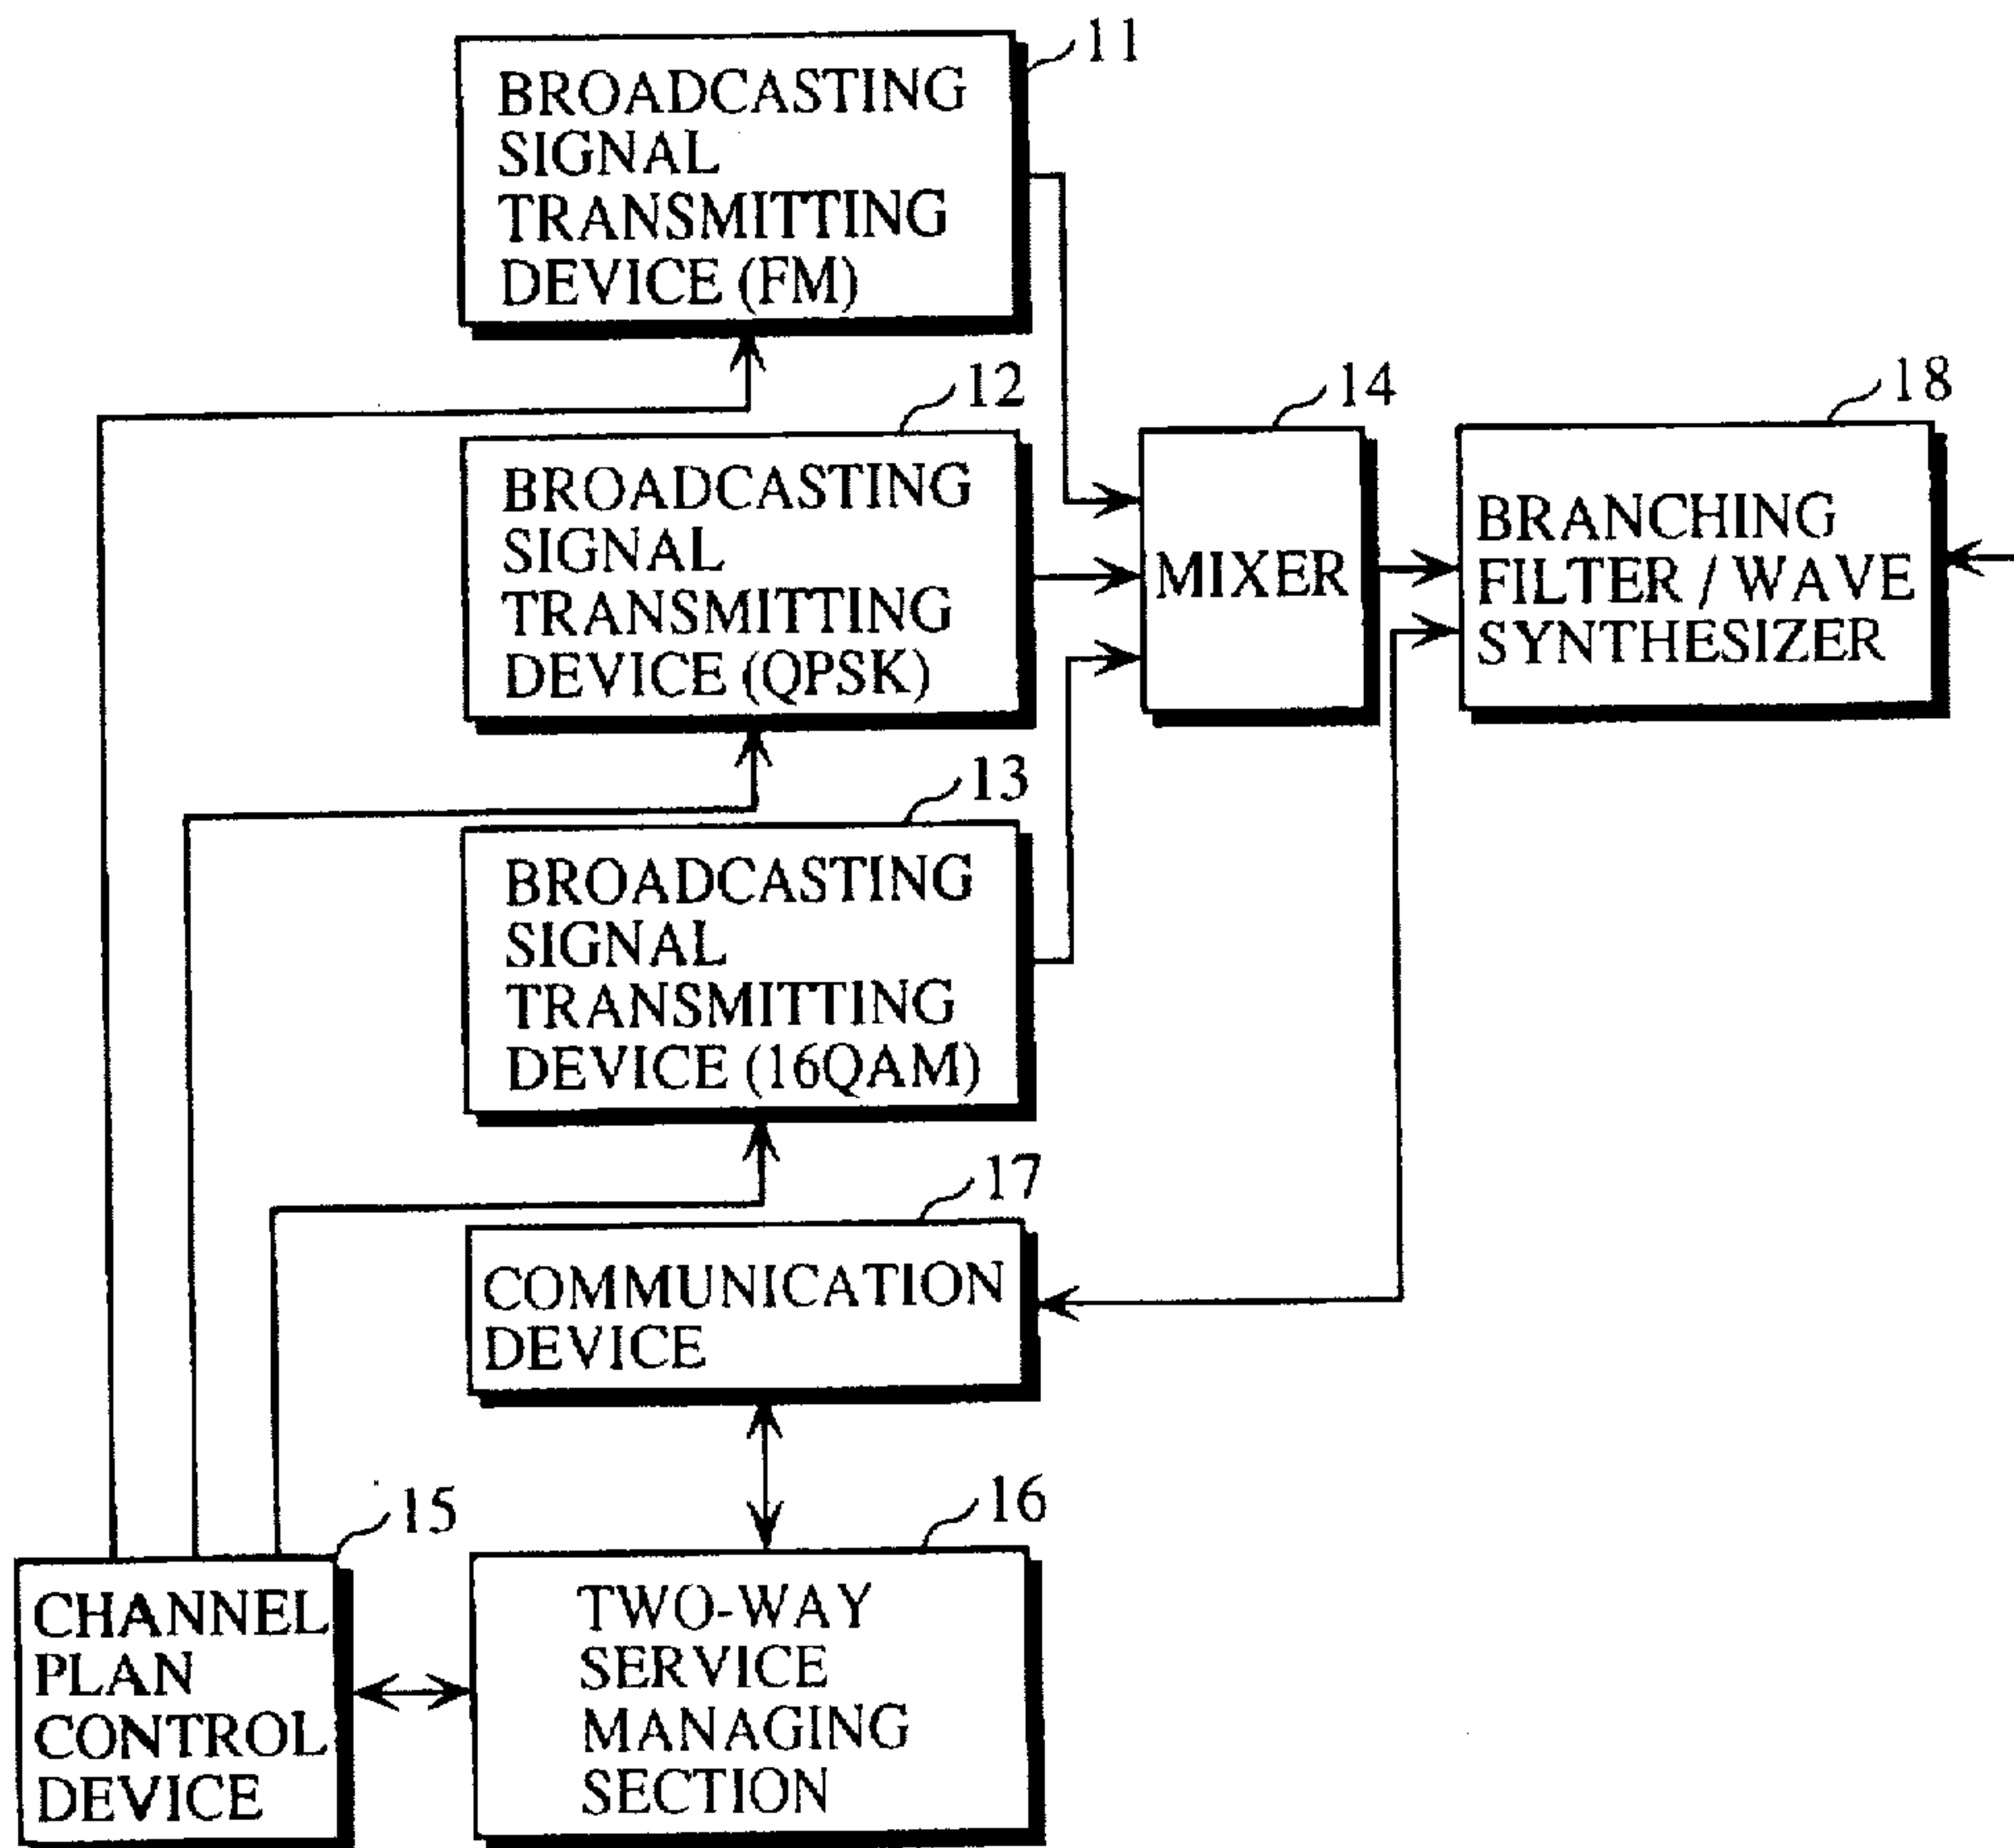 11
BROADCASTING
SIGNAL
TRANSMITTING
DEVICE (FM)
12
BROADCASTING
SIGNAL
TRANSMITTING
DEVICE (QPSK)
14
MIXER
18
BRANCHING
FILTER / WAVE
SYNTHESIZER
13
BROADCASTING
SIGNAL
TRANSMITTING
DEVICE (16QAM)
17
COMMUNICATION
DEVICE
15
CHANNEL
PLAN
CONTROL
DEVICE
16
TWO-WAY
SERVICE
MANAGING
SECTION